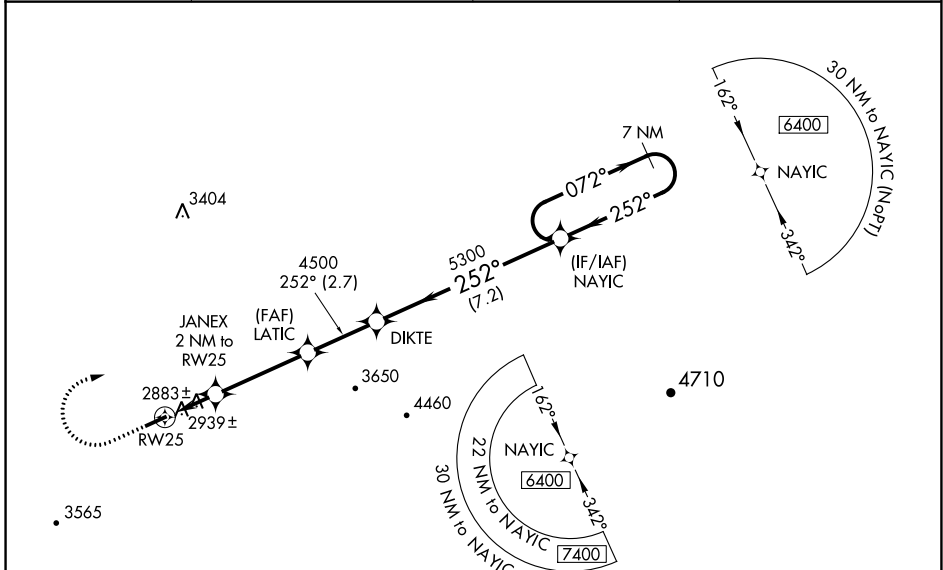 30 NM to NAYIC (NoPT)
162°
6400
NAYIC
342°
7 NM
072°
252°
3404
(IF/IAF)
NAYIC
5300
252°
(7.2)
4500
252° (2.7)
(FAF)
LATIC
DIKTE
JANEX
2 NM to
RW25
2883±
2939±
RW25
3650
4460
4710
3565
162°
NAYIC
6400
342°
22 NM to NAYIC
7400
30 NM to NAYIC